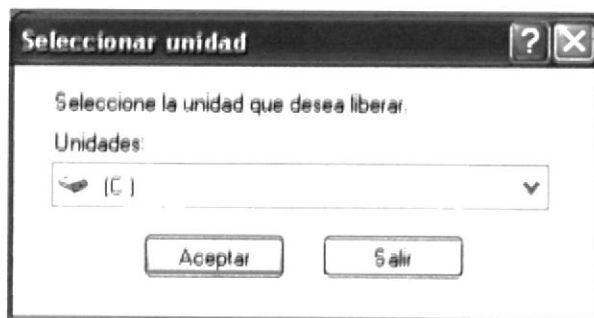 Seleccionar unidad
Seleccione la unidad que desea liberar.
Unidades:
(C:)
Aceptar
Salir